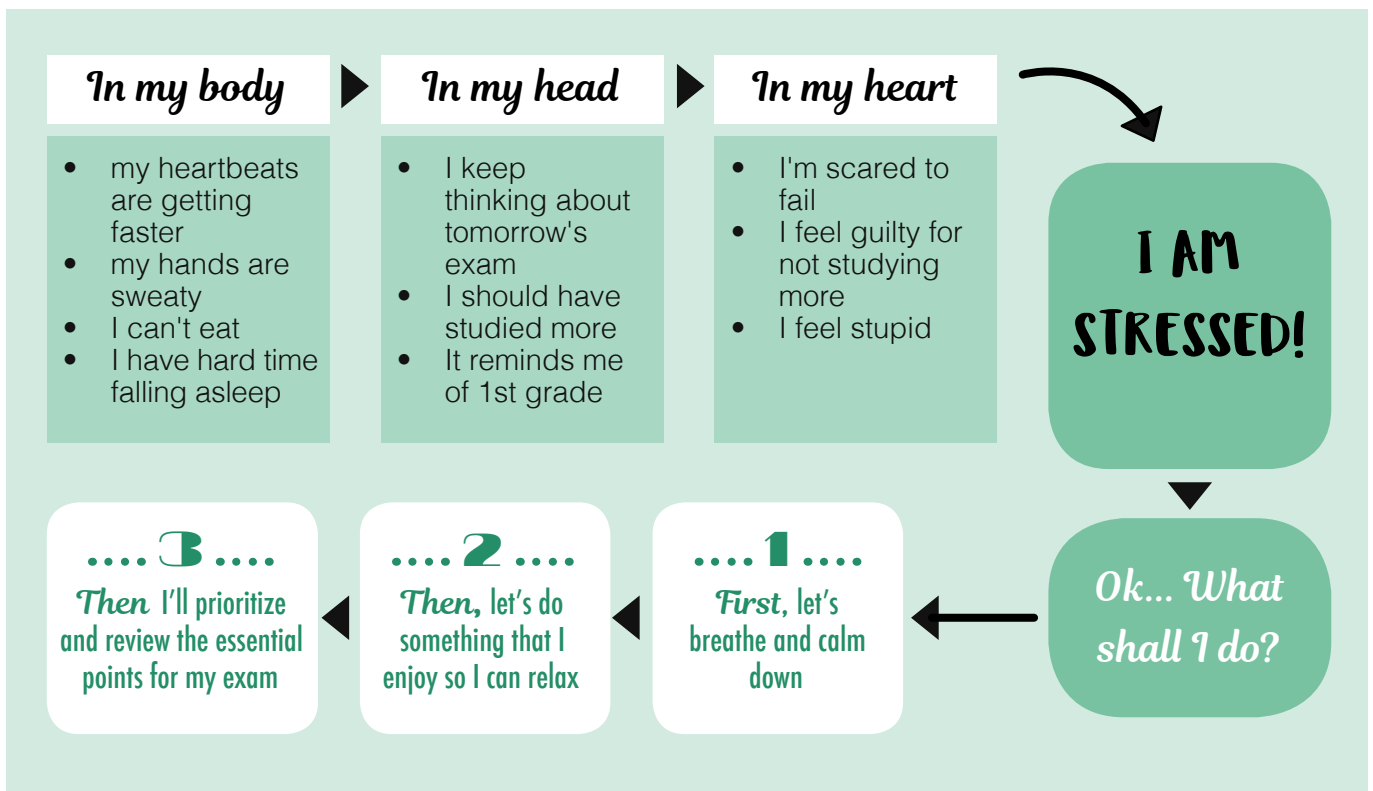 In my body
In my head
In my heart
• my heartbeats
are getting
faster
• my hands are
sweaty
• I can't eat
• I have hard time
falling asleep
• I keep
thinking about
tomorrow's
exam
• I should have
studied more
• It reminds me
of 1st grade
• I'm scared to
fail
• I feel guilty for
not studying
more
• I feel stupid
I AM
STRESSED!
Ok... What
shall I do?
.... 1 ....
First, let's
breathe and calm
down
.... 2 ....
Then, let's do
something that I
enjoy so I can relax
.... 3 ....
Then I'll prioritize
and review the essential
points for my exam